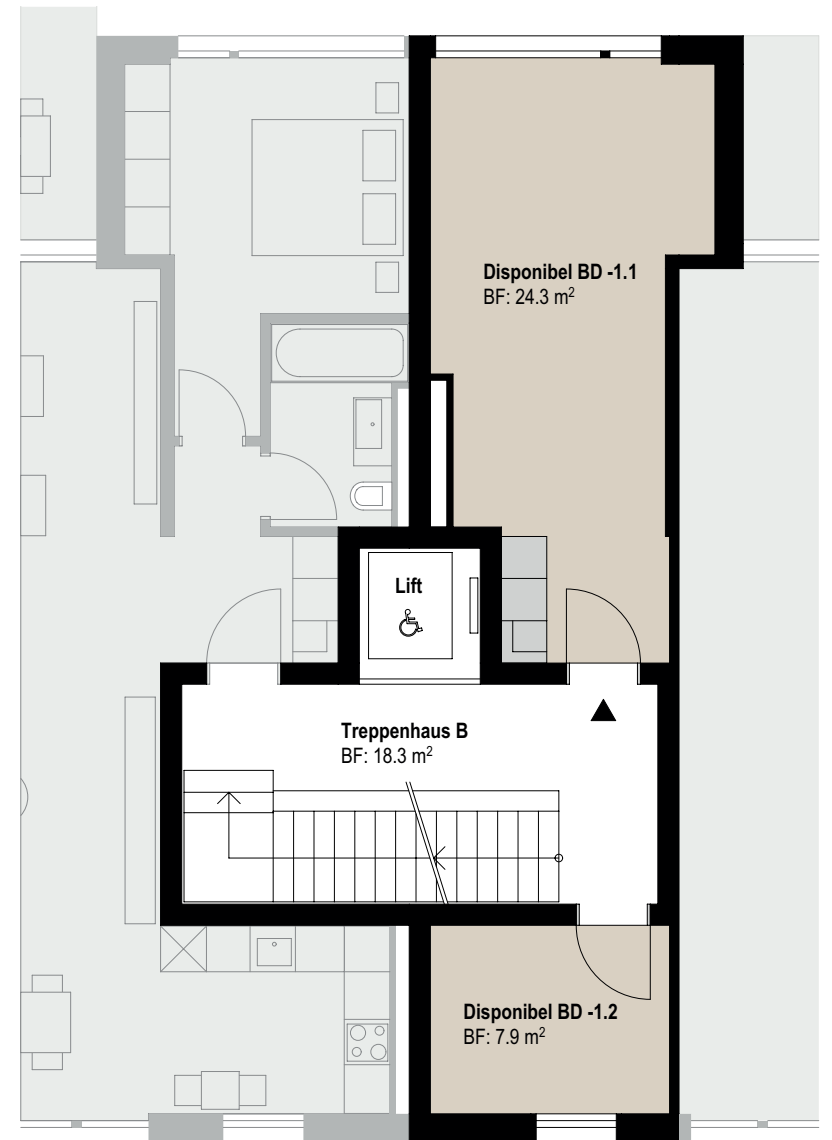 Disponibel BD -1.1
BF: 24.3 m²
Lift
Treppenhaus B
BF: 18.3 m²
Disponibel BD -1.2
BF: 7.9 m²